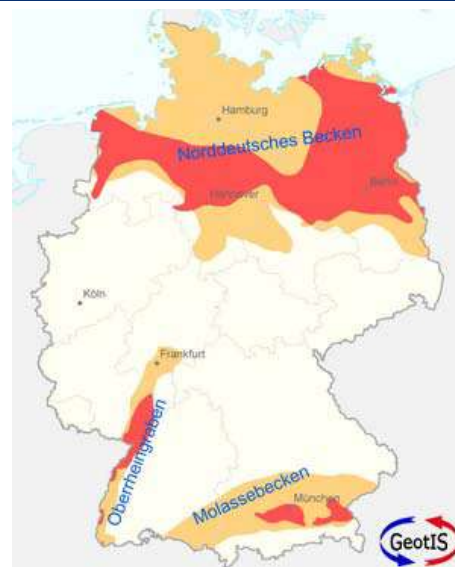 Hamburg
Norddeutsches Becken
Hannover
Berlin
Köln
Frankfurt
Oberrheingraben
Molassebecken
München
GeotIS